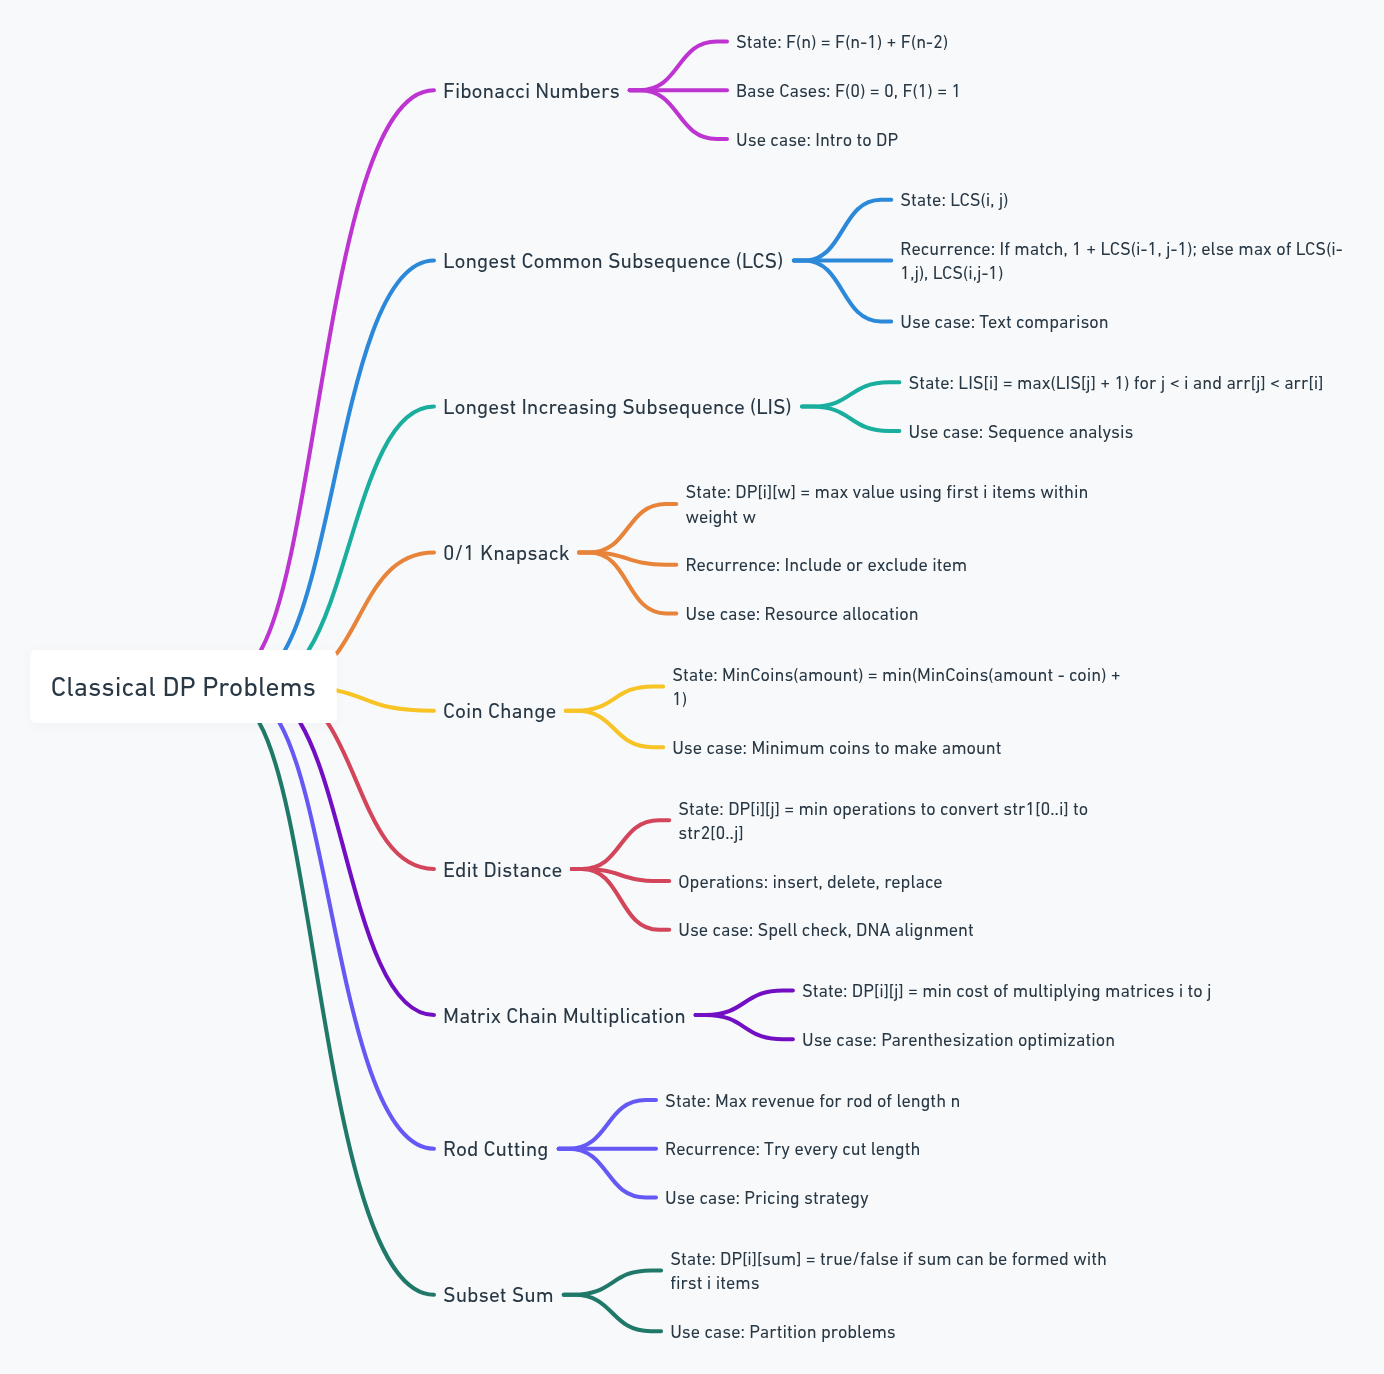 Classical DP Problems
Fibonacci Numbers
State: F(n) = F(n-1) + F(n-2)
Base Cases: F(0) = 0, F(1) = 1
Use case: Intro to DP
Longest Common Subsequence (LCS)
State: LCS(i, j)
Recurrence: If match, 1 + LCS(i-1, j-1); else max of LCS(i-
1,j), LCS(i,j-1)
Use case: Text comparison
Longest Increasing Subsequence (LIS)
State: LIS[i] = max(LIS[j] + 1) for j < i and arr[j] < arr[i]
Use case: Sequence analysis
0/1 Knapsack
State: DP[i][w] = max value using first i items within
weight w
Recurrence: Include or exclude item
Use case: Resource allocation
Coin Change
State: MinCoins(amount) = min(MinCoins(amount - coin) +
1)
Use case: Minimum coins to make amount
Edit Distance
State: DP[i][j] = min operations to convert str1[0..i] to
str2[0..j]
Operations: insert, delete, replace
Use case: Spell check, DNA alignment
Matrix Chain Multiplication
State: DP[i][j] = min cost of multiplying matrices i to j
Use case: Parenthesization optimization
Rod Cutting
State: Max revenue for rod of length n
Recurrence: Try every cut length
Use case: Pricing strategy
Subset Sum
State: DP[i][sum] = true/false if sum can be formed with
first i items
Use case: Partition problems